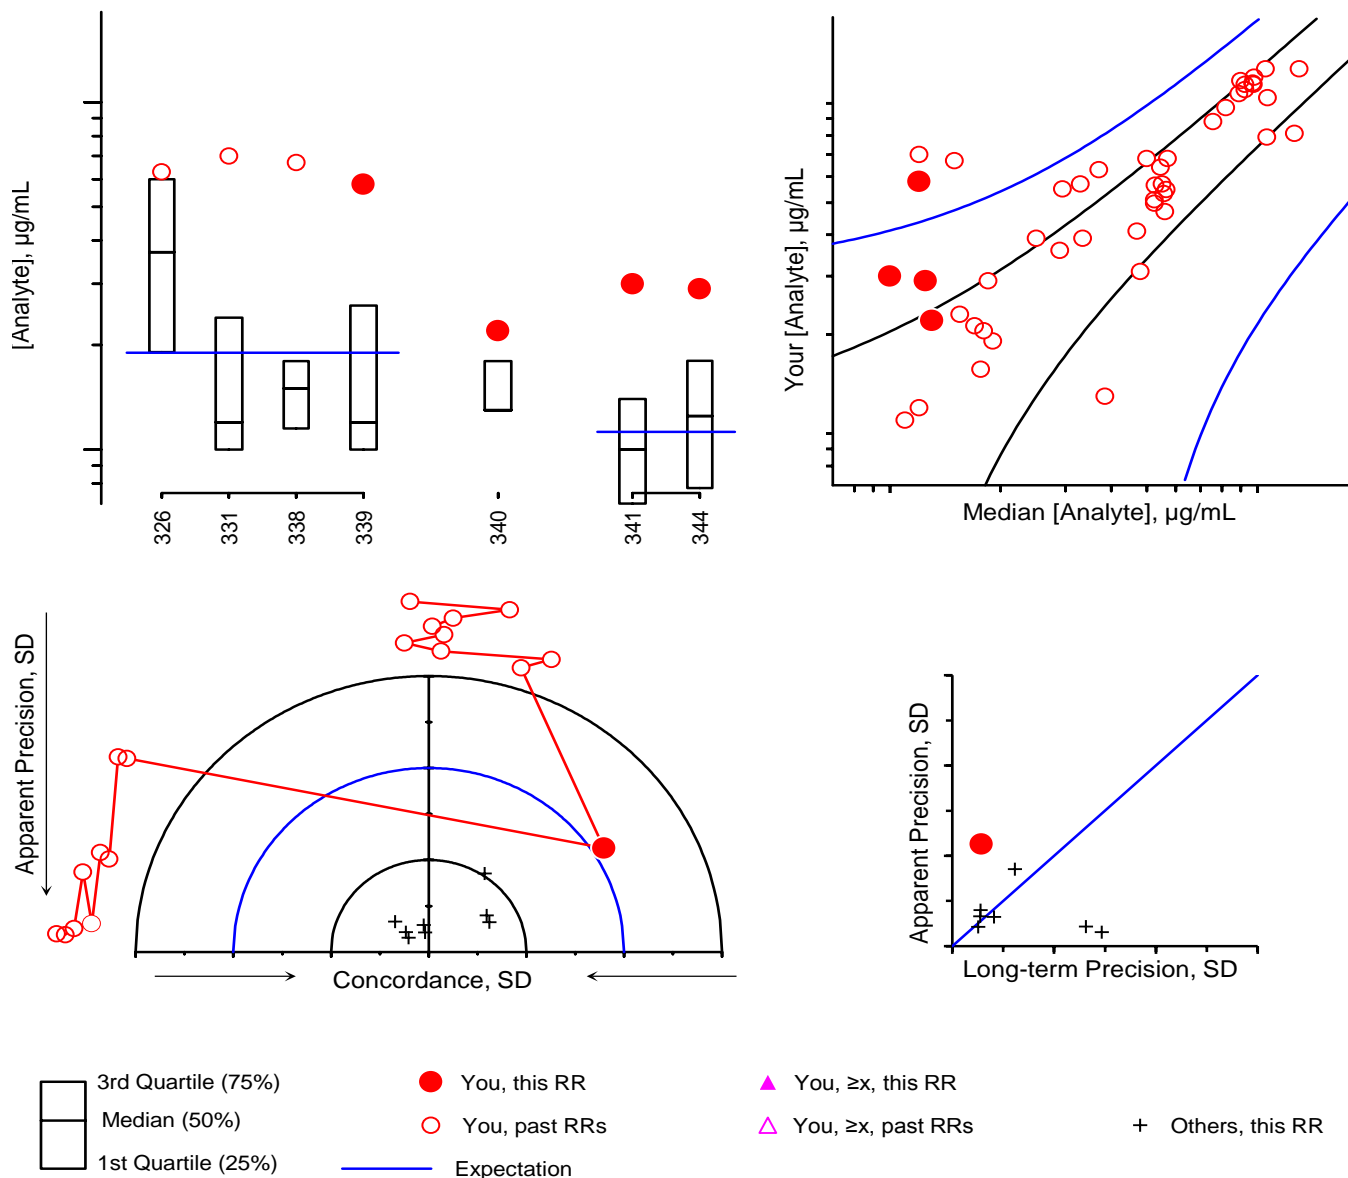 [Analyte], µg/mL
326
331
338
339
340
341
344
Your [Analyte], µg/mL
Median [Analyte], µg/mL
Apparent Precision, SD
Concordance, SD
Apparent Precision, SD
Long-term Precision, SD
3rd Quartile (75%)
Median (50%)
1st Quartile (25%)
You, this RR
You, past RRs
Expectation
You, ≥x, this RR
You, ≥x, past RRs
Others, this RR